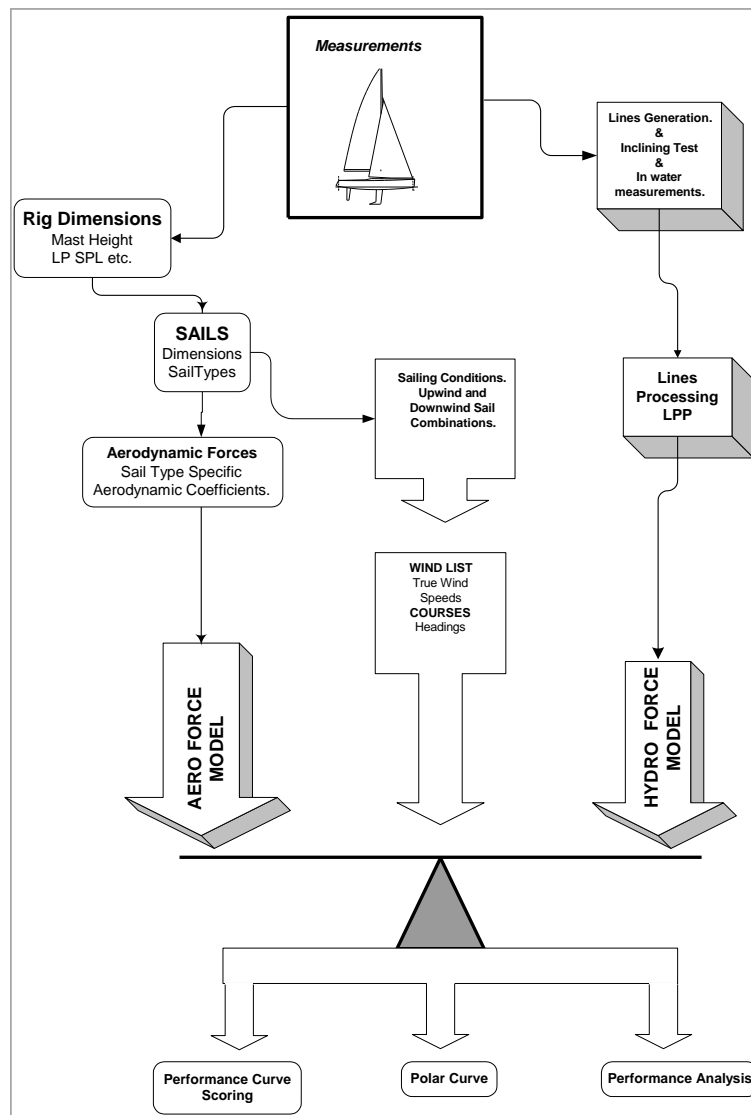 Measurements
Lines Generation.
&
Inclining Test
&
In water
measurements.
Rig Dimensions
Mast Height
LP SPL etc.
SAILS
Dimensions
SailTypes
Sailing Conditions.
Upwind and
Downwind Sail
Combinations.
Lines
Processing
LPP
Aerodynamic Forces
Sail Type Specific
Aerodynamic Coefficients.
WIND LIST
True Wind
Speeds
COURSES
Headings
AERO FORCE
MODEL
HYDRO FORCE
MODEL
Performance Curve
Scoring
Polar Curve
Performance Analysis